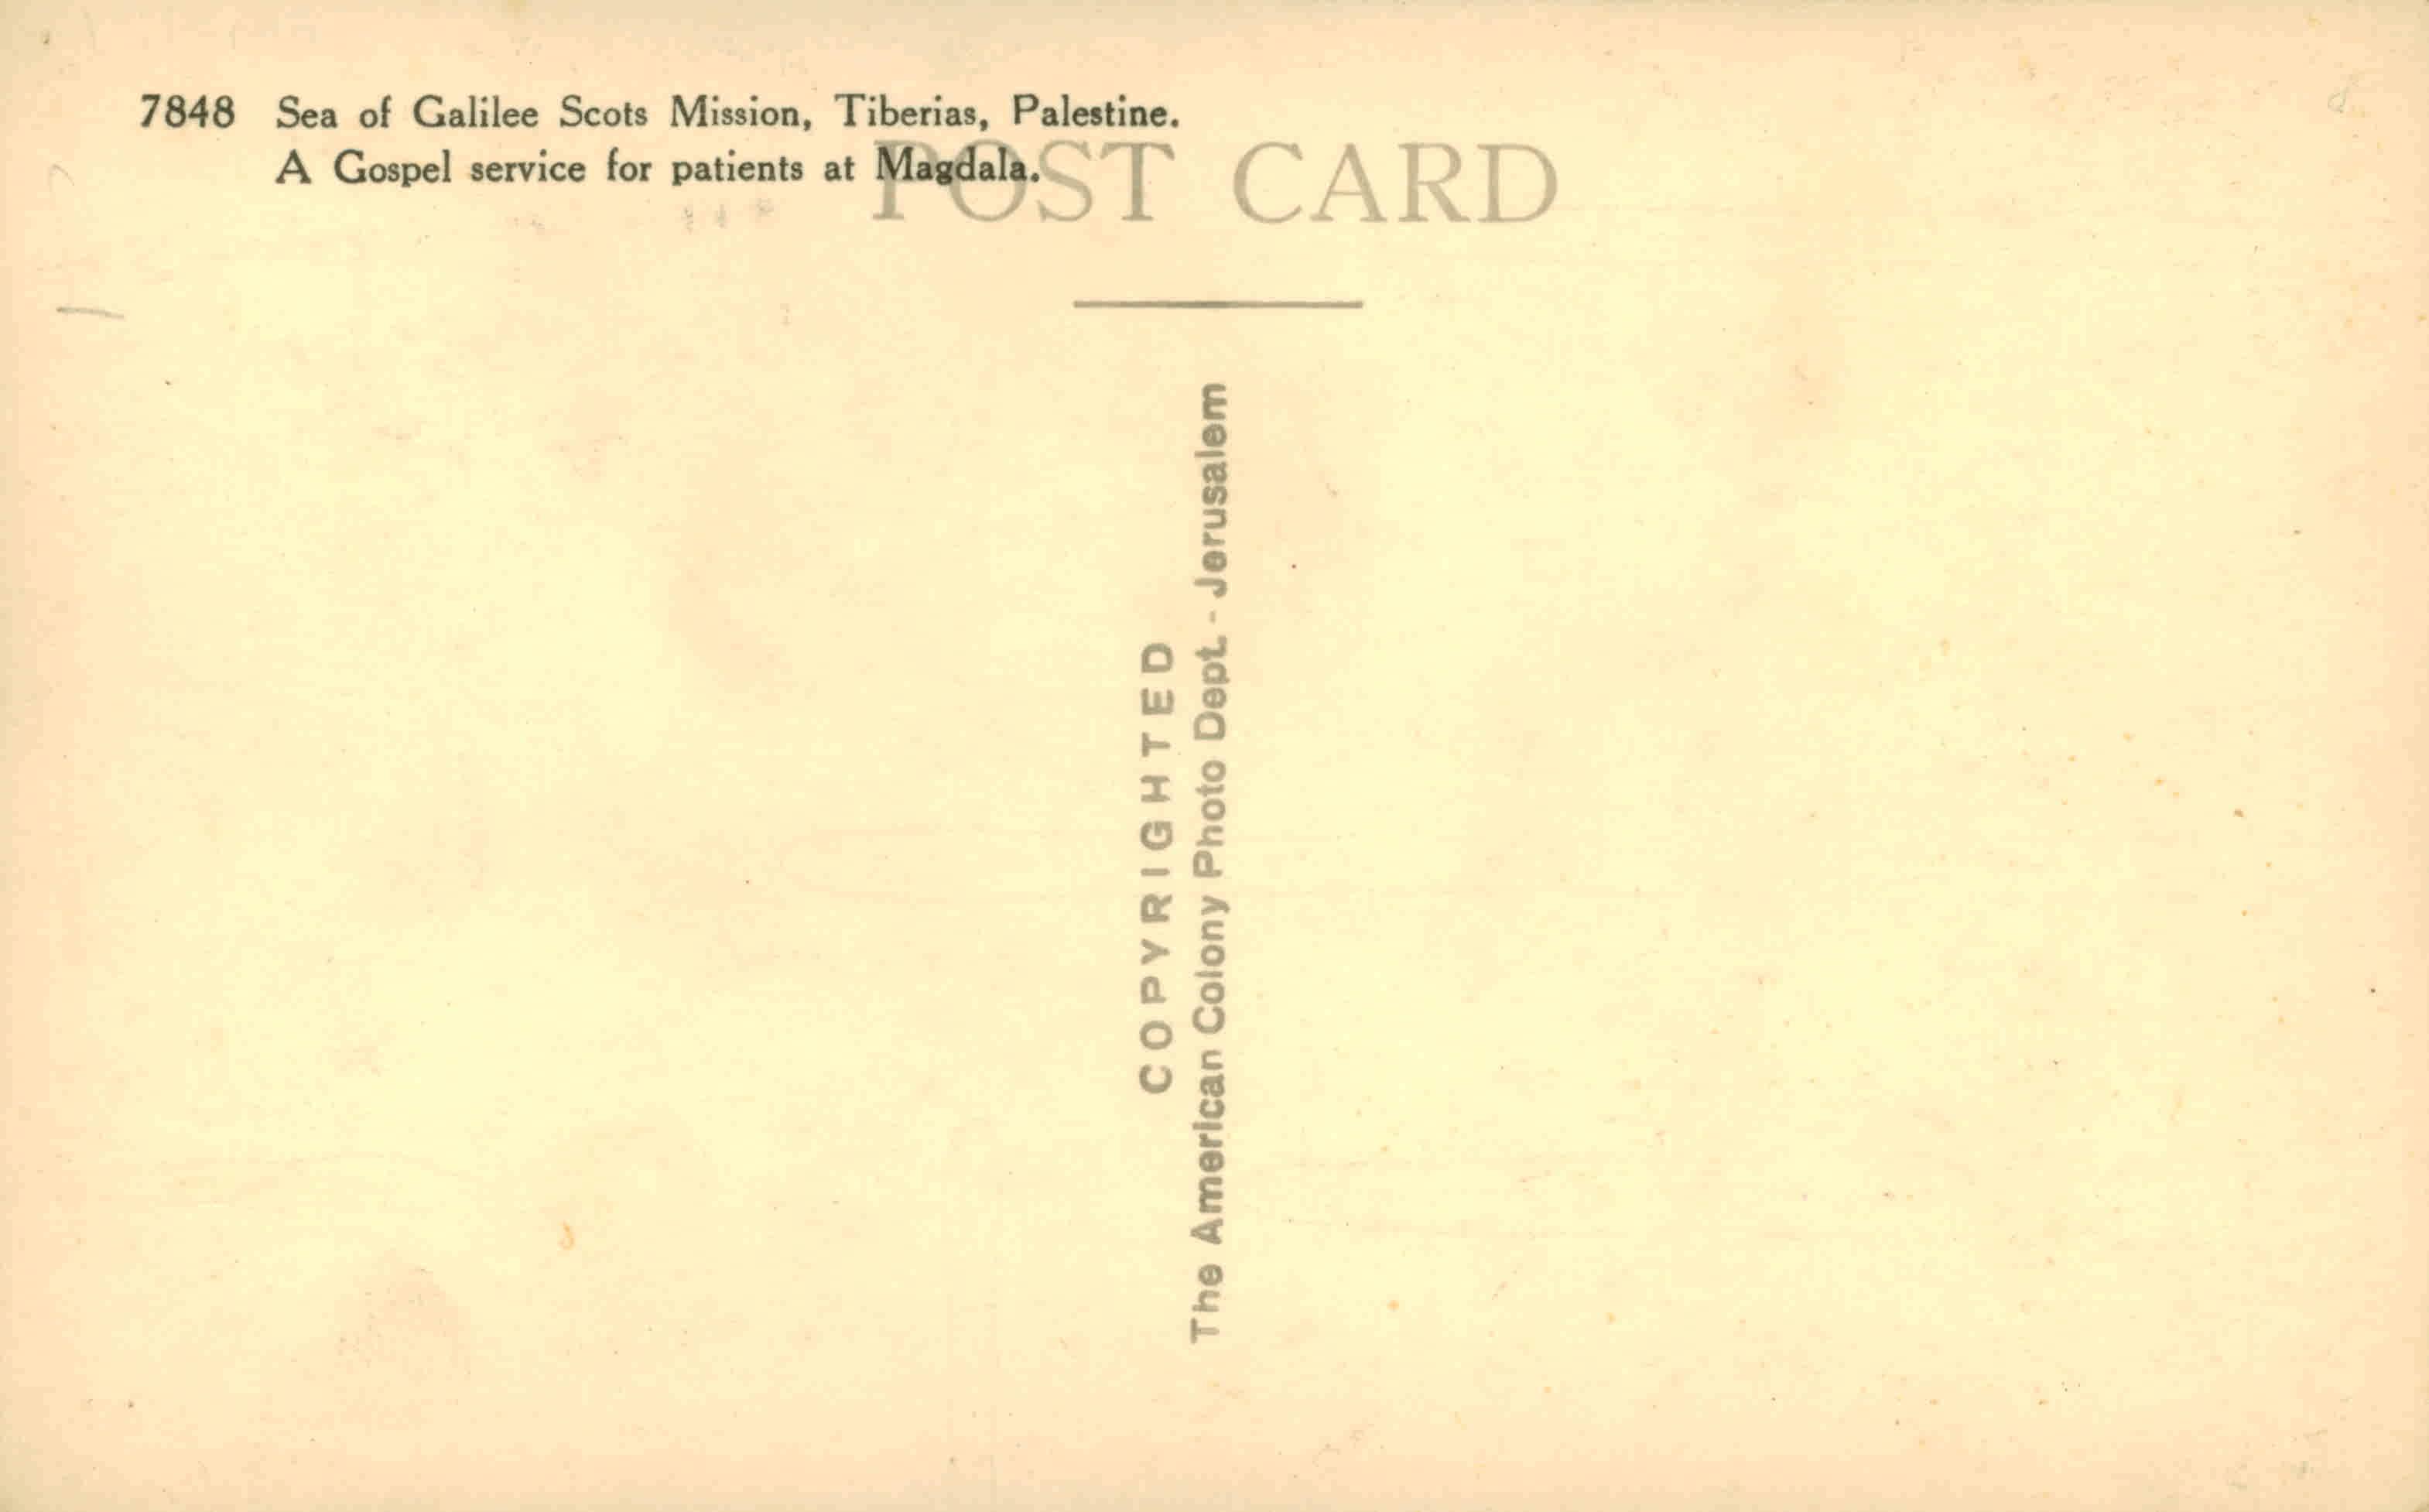 7848 Sea of Galilee Scots Mission, Tiberias, Palestine.
A Gospel service for patients at Magdala.
POST CARD
COPYRIGHTED
The American Colony Photo Dept. - Jerusalem